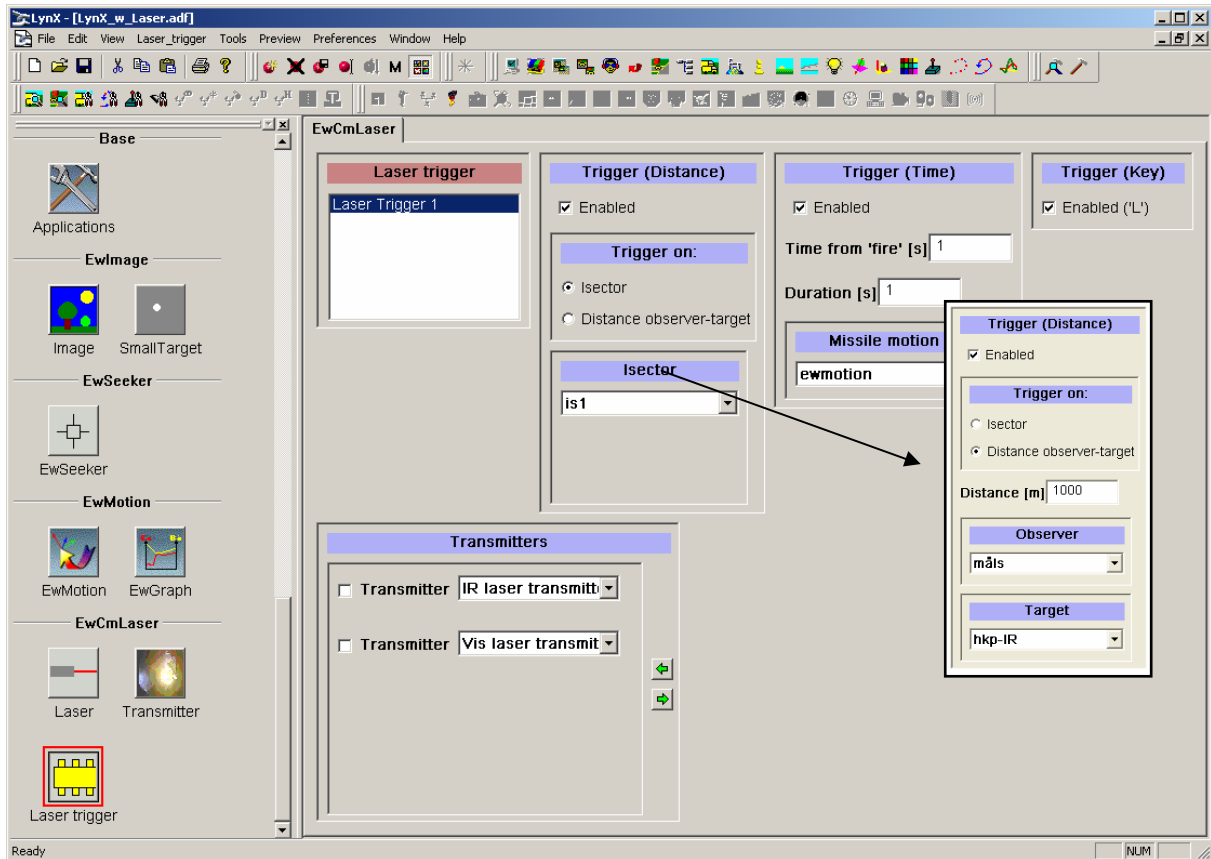 LynX - [LynX_w_Laser.adf]
File Edit View Laser_trigger Tools Preview Preferences Window Help
Base
Applications
EwImage
Image SmallTarget
EwSeeker
EwSeeker
EwMotion
EwMotion EwGraph
EwCmLaser
Laser Transmitter
Laser trigger
EwCmLaser
Laser trigger
Laser Trigger 1
Trigger (Distance)
Enabled
Trigger on:
Isector
Distance observer-target
Isector
is1
Trigger (Time)
Enabled
Time from 'fire' [s] 1
Duration [s] 1
Missile motion
ewmotion
Trigger (Key)
Enabled ('L')
Trigger (Distance)
Enabled
Trigger on:
Isector
Distance observer-target
Distance [m] 1000
Observer
måls
Target
hkp-IR
Transmitters
Transmitter IR laser transmitt
Transmitter Vis laser transmit
Ready
NUM